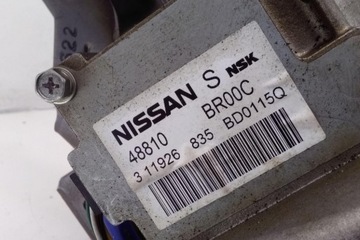 NISSAN S NSK
48810 BR00C
3 11926 835 BD0115Q